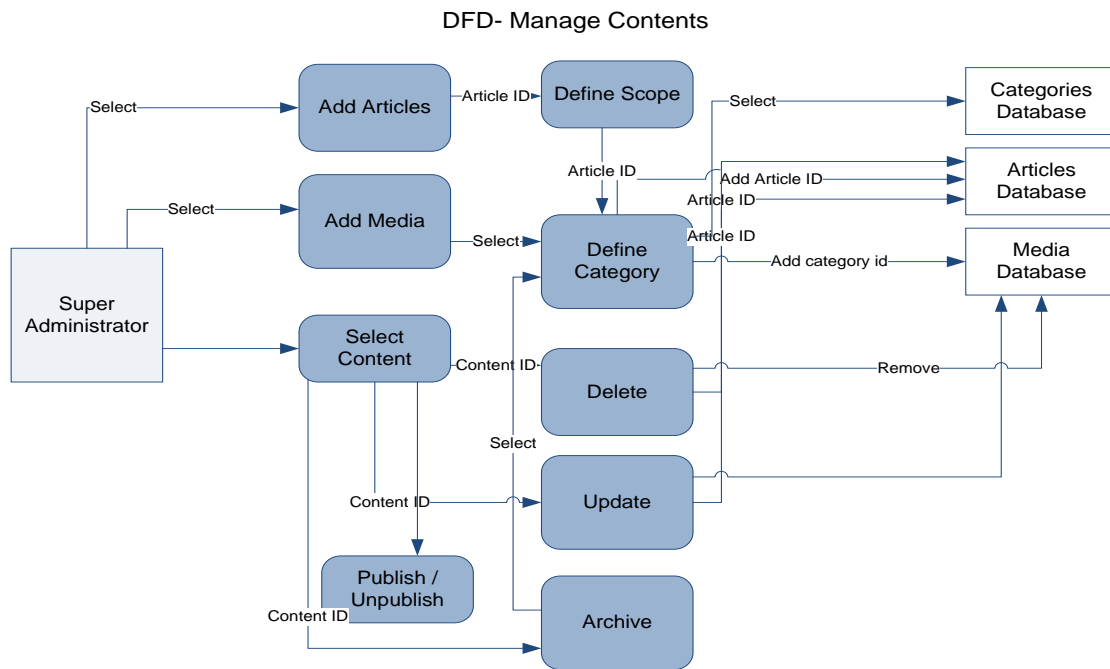 DFD- Manage Contents
Add Articles
Define Scope
Categories
Database
Select
Article ID
Select
Articles
Database
Article ID
Add Article ID
Article ID
Add Media
Select
Define
Category
Select
Article ID
Media
Database
Add category id
Super
Administrator
Select
Content
Content ID
Delete
Remove
Select
Update
Content ID
Publish /
Unpublish
Content ID
Archive